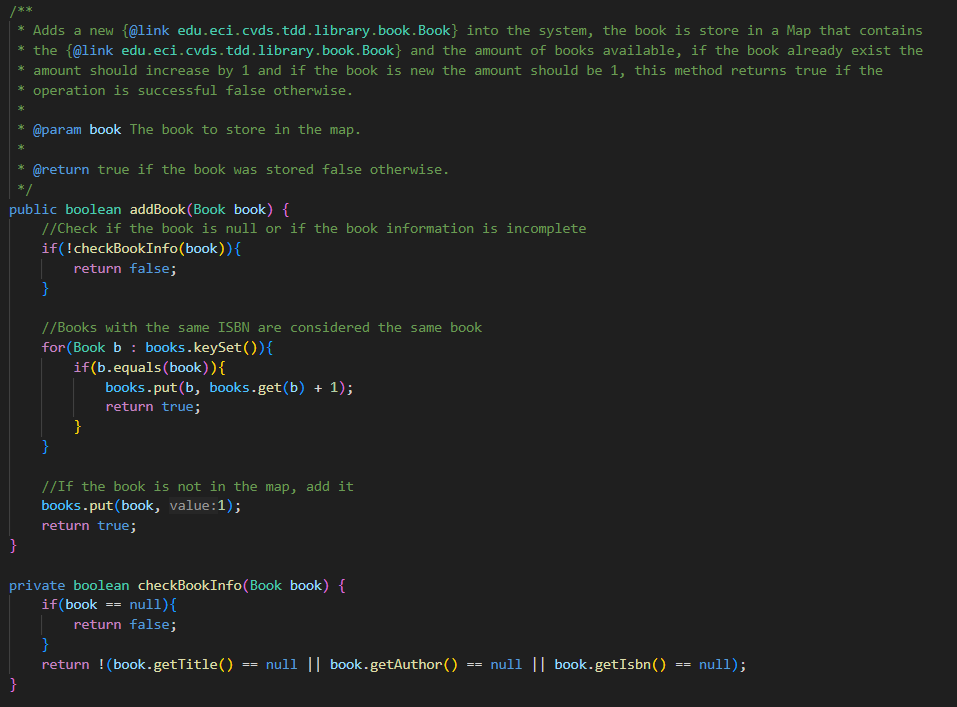 /**
 * Adds a new {@link edu.eci.cvds.tdd.library.book.Book} into the system, the book is store in a Map that contains
 * the {@link edu.eci.cvds.tdd.library.book.Book} and the amount of books available, if the book already exist the
 * amount should increase by 1 and if the book is new the amount should be 1, this method returns true if the
 * operation is successful false otherwise.
 *
 * @param book The book to store in the map.
 *
 * @return true if the book was stored false otherwise.
 */
public boolean addBook(Book book) {
    //Check if the book is null or if the book information is incomplete
    if(!checkBookInfo(book)){
        return false;
    }

    //Books with the same ISBN are considered the same book
    for(Book b : books.keySet()){
        if(b.equals(book)){
            books.put(b, books.get(b) + 1);
            return true;
        }
    }

    //If the book is not in the map, add it
    books.put(book, value:1);
    return true;
}

private boolean checkBookInfo(Book book) {
    if(book == null){
        return false;
    }
    return !(book.getTitle() == null || book.getAuthor() == null || book.getIsbn() == null);
}